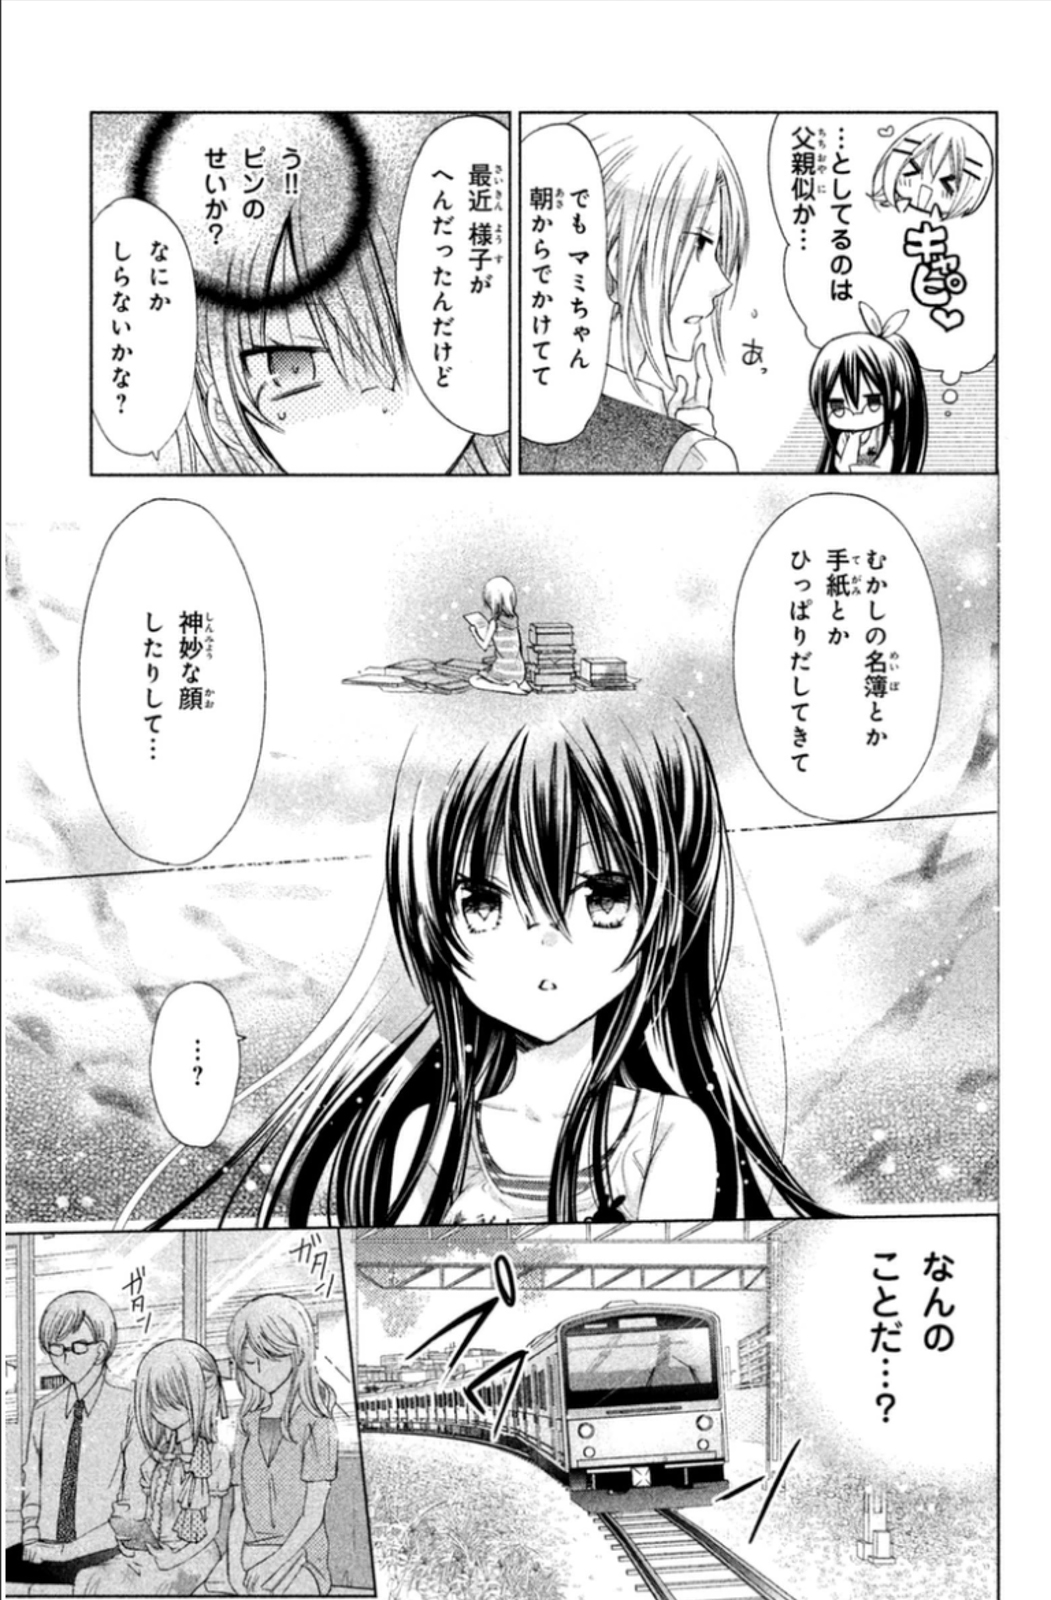 …としてるのは
父親似か…
キャピ♡
あっ
でも マミちゃん
朝からでかけてて
最近 様子が
へんだったんだけど
う!!
ピンの
せいか?
なにか
しらないかな?
むかしの名簿とか
手紙とか
ひっぱりだしてきて
神妙な顔
したりして…
…?
なんの
ことだ…?
ガタン
ガタン